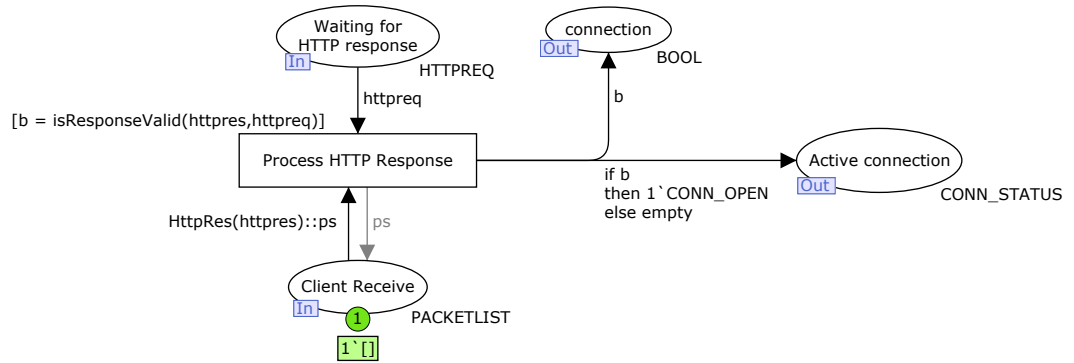 Waiting for
HTTP response
In
HTTPREQ
connection
Out
BOOL
httpreq
b
[b = isResponseValid(httpres,httpreq)]
Process HTTP Response
Active connection
Out
CONN_STATUS
if b
then 1`CONN_OPEN
else empty
HttpRes(httpres)::ps
ps
Client Receive
In
PACKETLIST
1
1`[]